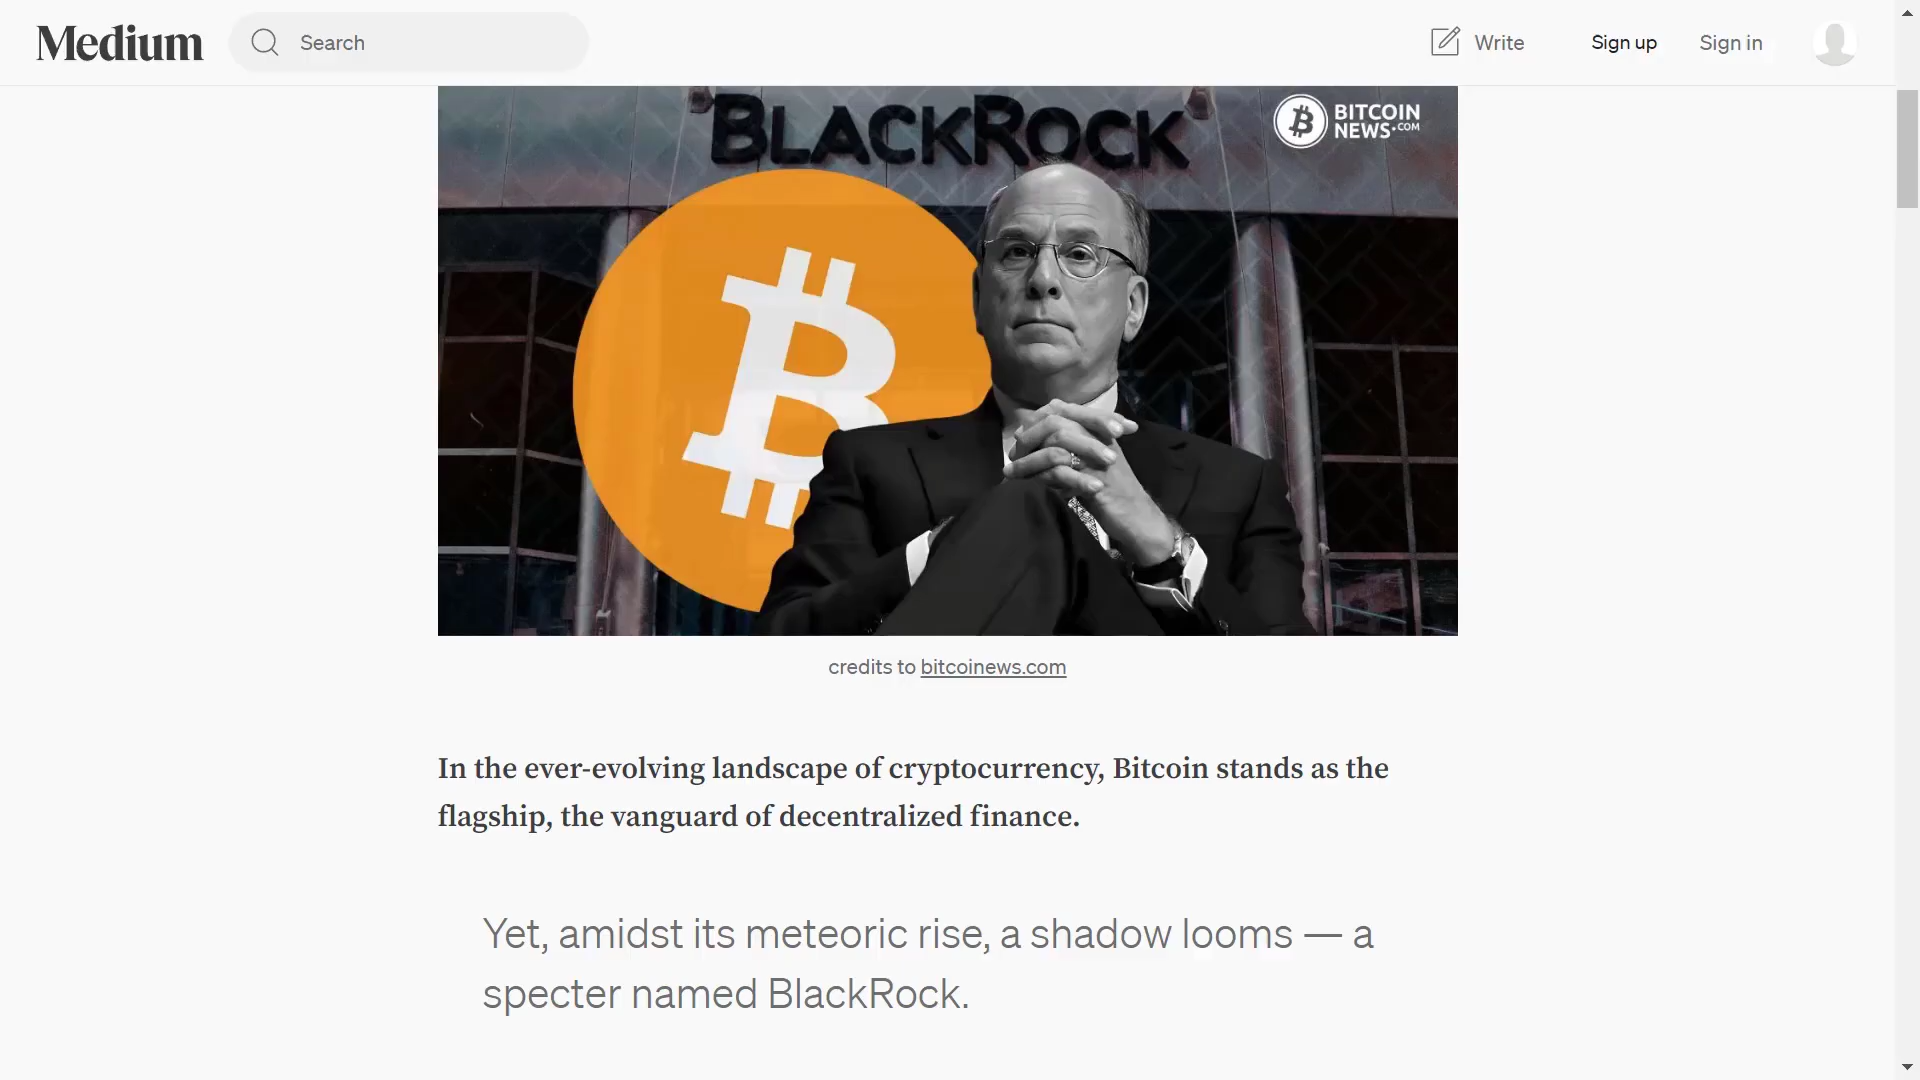 Medium
Search
Write
Sign up
Sign in
BLACKROCK
BITCOIN
NEWS.COM
credits to bitcoinews.com
In the ever-evolving landscape of cryptocurrency, Bitcoin stands as the
flagship, the vanguard of decentralized finance.
Yet, amidst its meteoric rise, a shadow looms — a
specter named BlackRock.